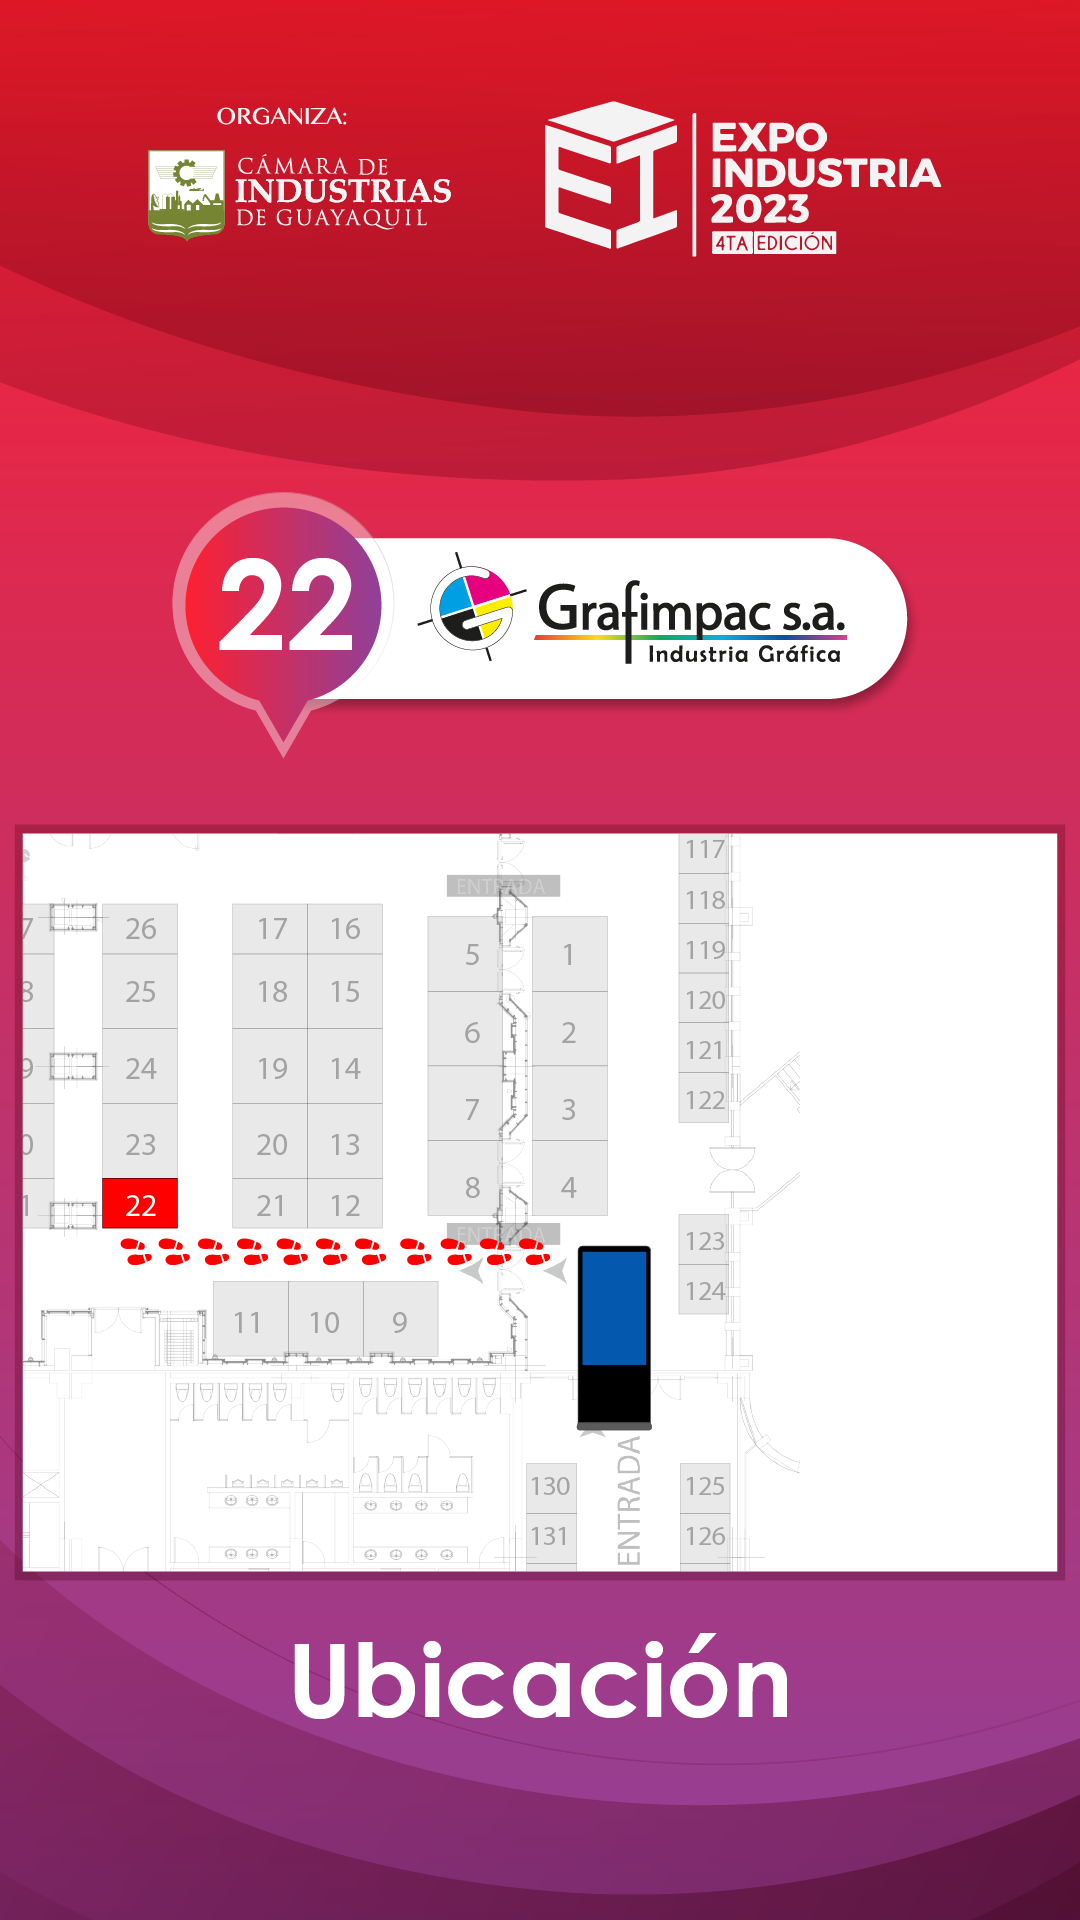 ORGANIZA:
CÁMARA DE
INDUSTRIAS
DE GUAYAQUIL
EI
EXPO
INDUSTRIA
2023
4TA EDICIÓN
22
Grafimpac s.a.
Industria Gráfica
117
ENTRADA
118
7 26 17 16
5 1 119
8 25 18 15
120
6 2
121
9 24 19 14
122
7 3
0 23 20 13
8 4
1 22 21 12
ENTRADA
123
124
11 10 9
ENTRADA
130 125
131 126
Ubicación